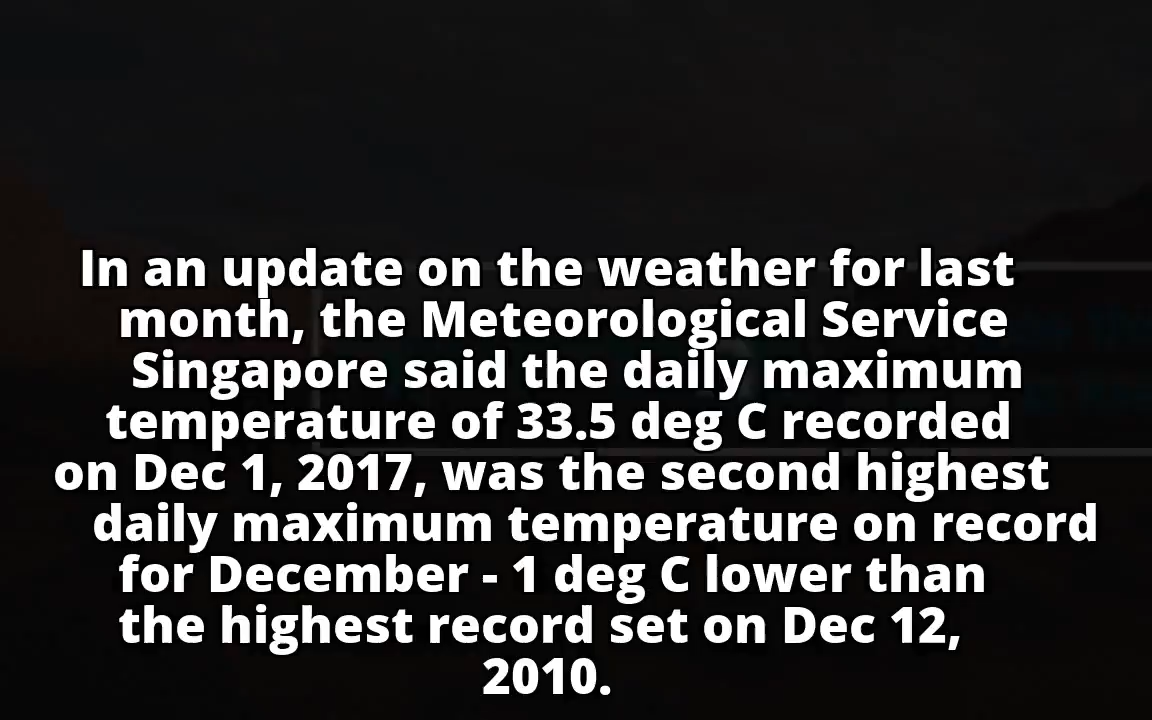 In an update on the weather for last
month, the Meteorological Service
Singapore said the daily maximum
temperature of 33.5 deg C recorded
on Dec 1, 2017, was the second highest
daily maximum temperature on record
for December - 1 deg C lower than
the highest record set on Dec 12,
2010.